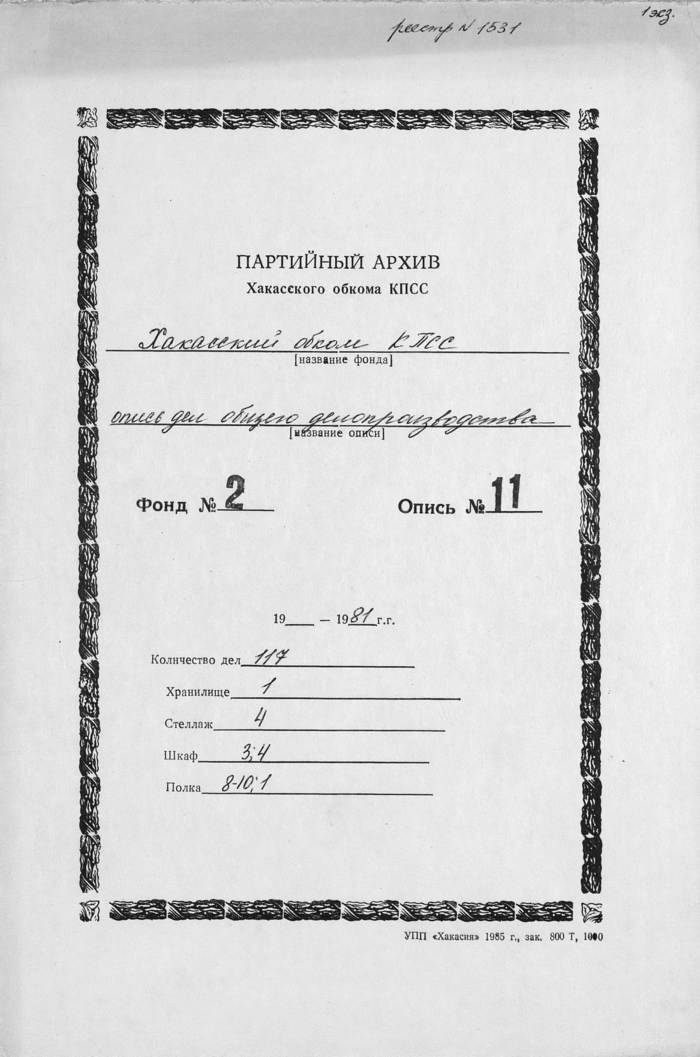 1 экз.
реестр № 1531
ПАРТИЙНЫЙ АРХИВ
Хакасского обкома КПСС
Хакасский обком КПСС
[название фонда]
опись дел общего делопроизводства
[название описи]
Фонд № 2 Опись № 11
19___ — 1981 г.г.
Количество дел 117
Хранилище 1
Стеллаж 4
Шкаф 3;4
Полка 8-10;1
УПП «Хакасия» 1985 г., зак. 800 Т, 1000